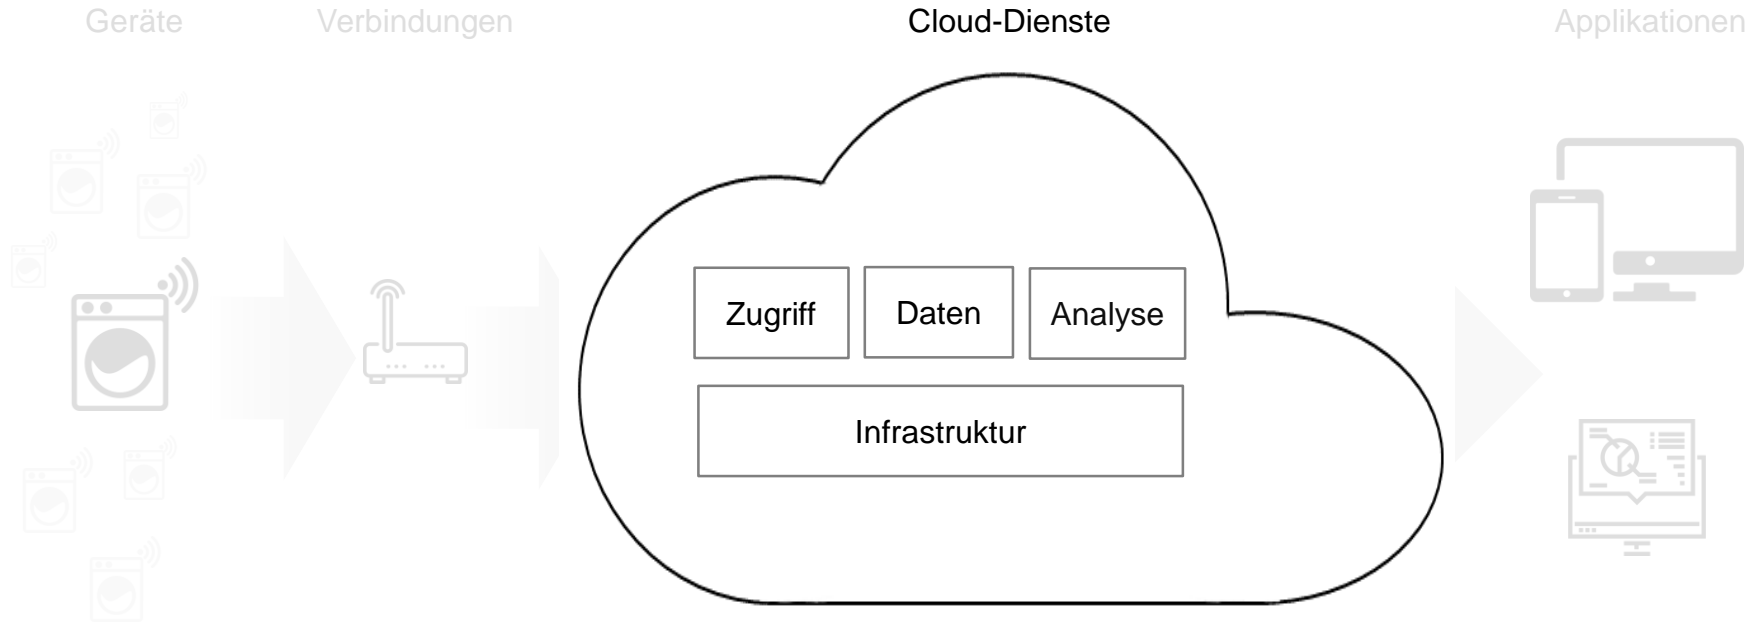 Geräte
Verbindungen
Cloud-Dienste
Applikationen
Zugriff
Daten
Analyse
Infrastruktur